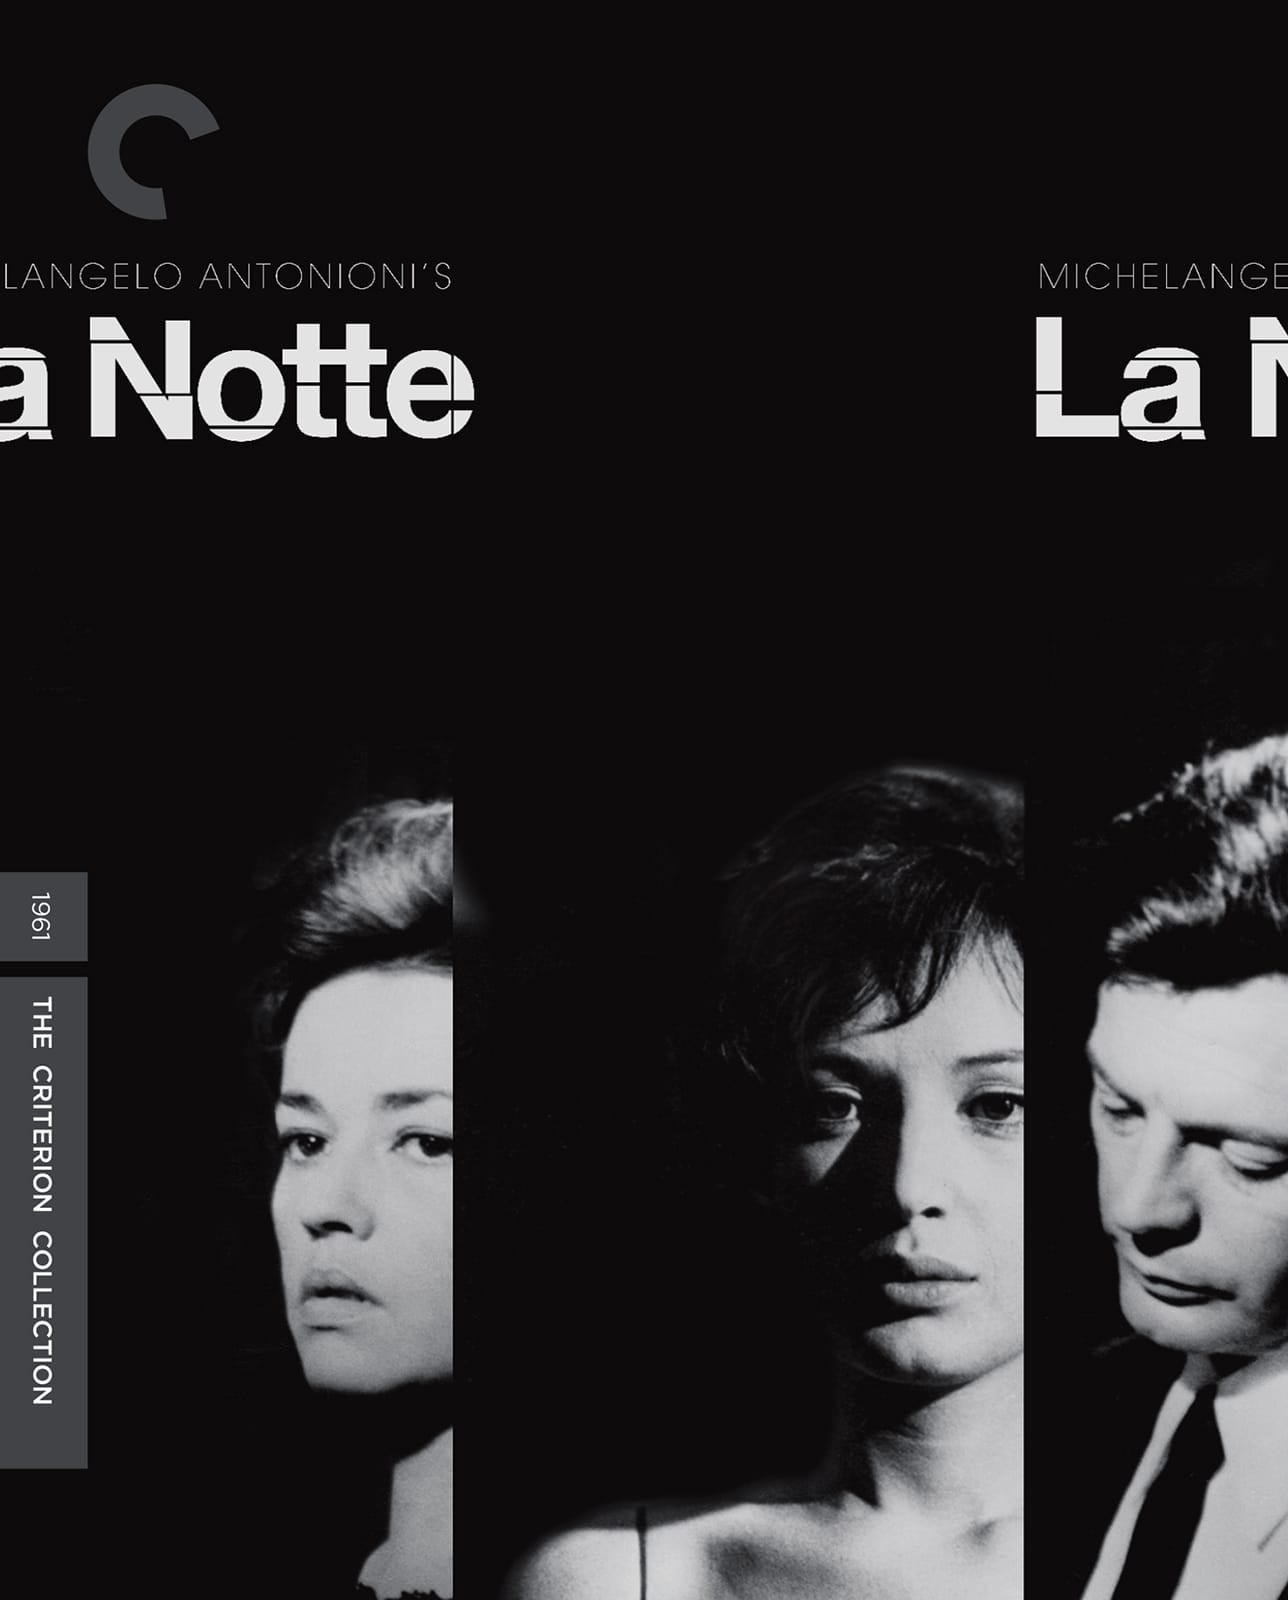 LANGELO ANTONIONI'S
a Notte
MICHELANGE
La N
1961
THE CRITERION COLLECTION